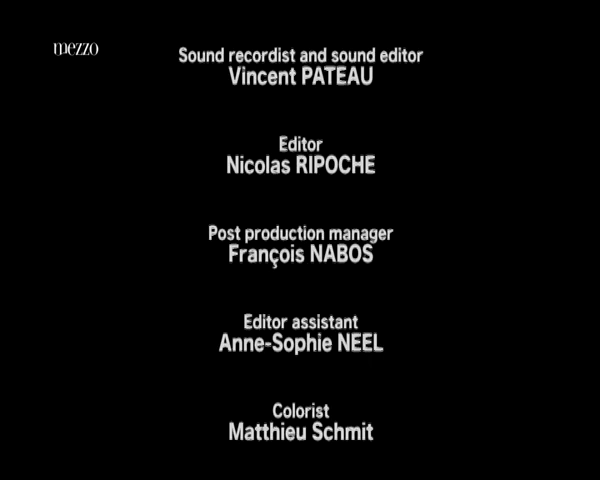 mezzo
Sound recordist and sound editor
Vincent PATEAU
Editor
Nicolas RIPOCHE
Post production manager
François NABOS
Editor assistant
Anne-Sophie NEEL
Colorist
Matthieu Schmit